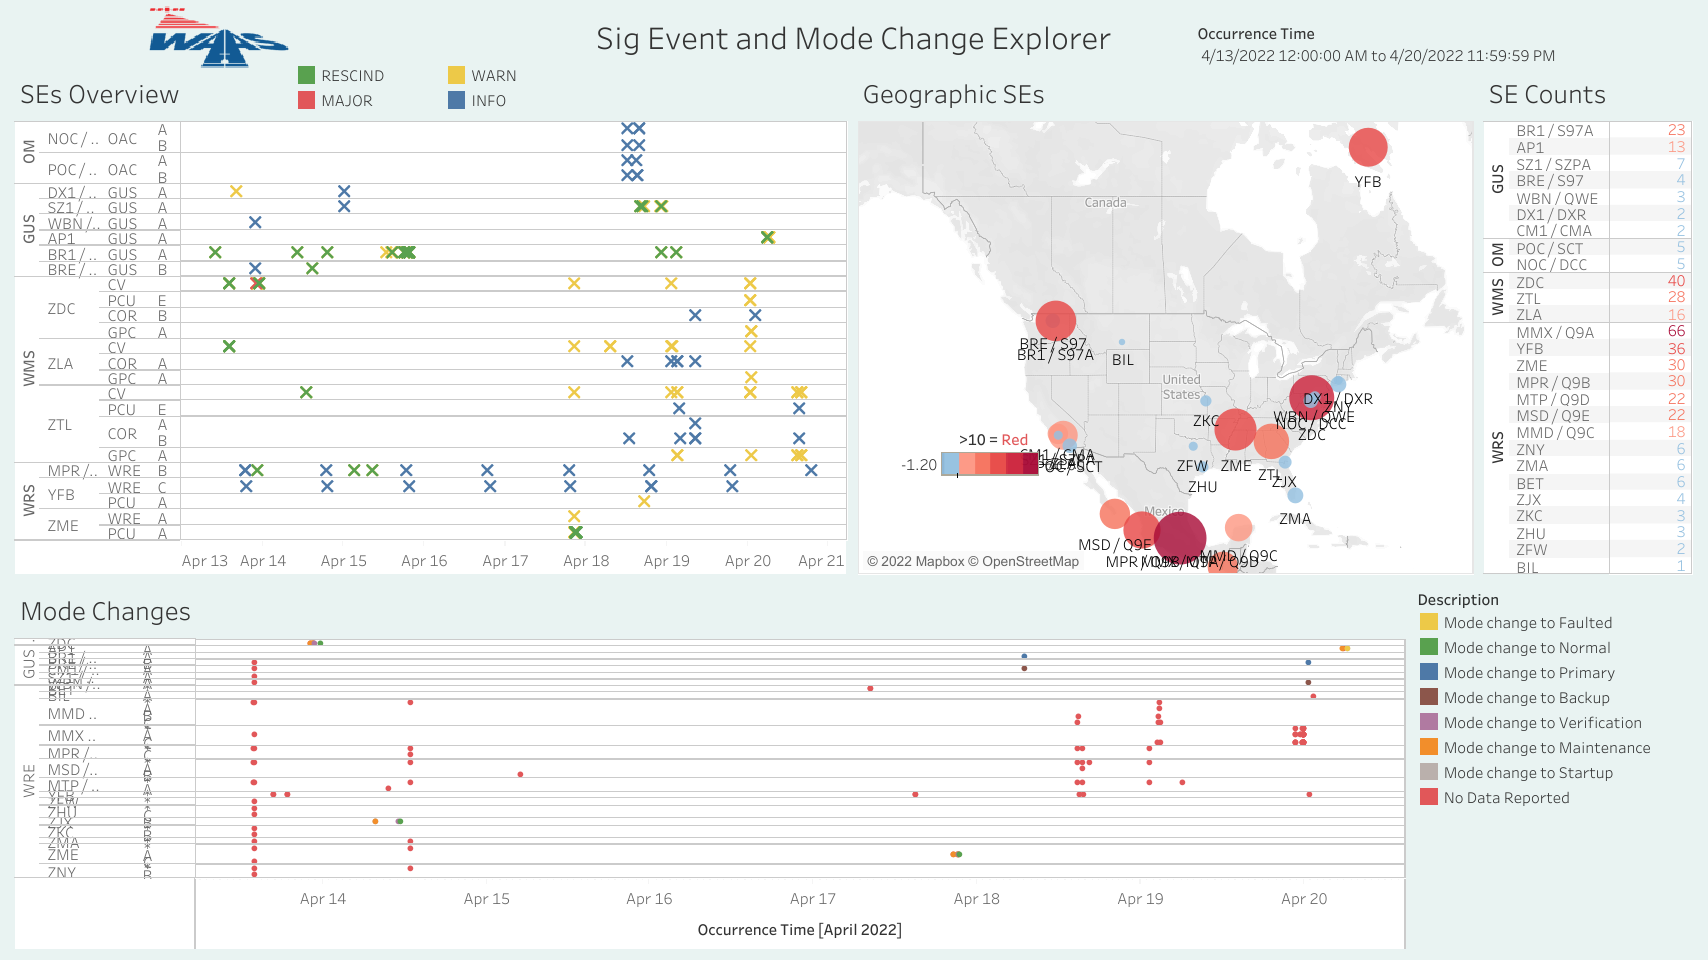 WAAS
Sig Event and Mode Change Explorer
Occurrence Time
4/13/2022 12:00:00 AM to 4/20/2022 11:59:59 PM
RESCIND
WARN
MAJOR
INFO
SEs Overview
OM
NOC / .. OAC A
B
POC/ .. OAC A
B
GUS
DX1 / .. GUS A
SZ1 / .. GUS A
WBN /.. GUS A
AP1 GUS A
BR1/ .. GUS A
BRE/ .. GUS B
WMS
ZDC CV
PCU E
COR B
GPC A
ZLA CV
COR A
GPC A
ZTL CV
PCU E
COR A
B
GPC A
WRS
MPR/.. WRE B
YFB WRE C
PCU A
ZME WRE A
PCU A
Apr 13 Apr 14 Apr 15 Apr 16 Apr 17 Apr 18 Apr 19 Apr 20 Apr 21
Geographic SEs
YFB
Canada
BRE / S97
BR1 / S97A
BIL
United States
DX1 / DXR
ZNY
WBN / QWE
NOC / DCC
ZDC
ZKC
>10 = Red
-1.20
CM1 / CMA
ZFW
ZME
ZTL
ZJX
ZHU
ZMA
Mexico
MSD / Q9E
MMD / Q9C
© 2022 Mapbox © OpenStreetMap
SE Counts
GUS
BR1 / S97A 23
AP1 13
SZ1 / SZPA 7
BRE / S97 4
WBN / QWE 3
DX1 / DXR 2
CM1 / CMA 2
OM
POC / SCT 5
NOC / DCC 5
WMS
ZDC 40
ZTL 28
ZLA 16
WRS
MMX / Q9A 66
YFB 36
ZME 30
MPR / Q9B 30
MTP / Q9D 22
MSD / Q9E 22
MMD / Q9C 18
ZNY 6
ZMA 6
BET 6
ZJX 4
ZKC 3
ZHU 3
ZFW 2
BIL 1
Mode Changes
GUS
ZDC A
AP1 A
WRE
BIL
MMD ..
MMX .. A
MPR / .. C
MSD /..
MTP / .. A
YFB
ZFW
ZHU
ZJX
ZKC
ZMA
ZME A
ZNY B
Apr 14 Apr 15 Apr 16 Apr 17 Apr 18 Apr 19 Apr 20
Occurrence Time [April 2022]
Description
Mode change to Faulted
Mode change to Normal
Mode change to Primary
Mode change to Backup
Mode change to Verification
Mode change to Maintenance
Mode change to Startup
No Data Reported